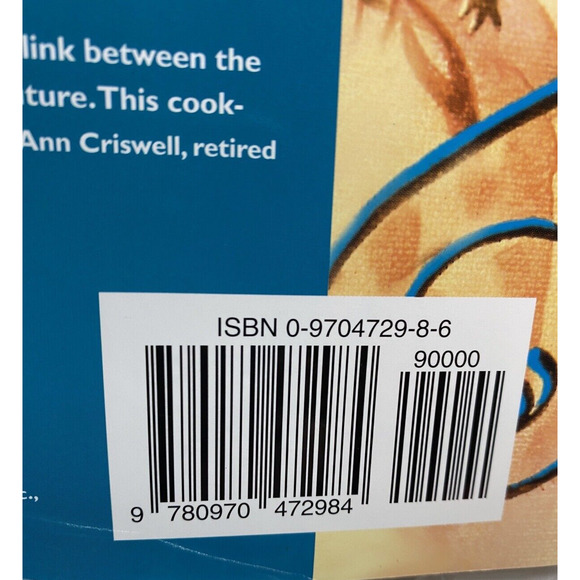 link between the
ture. This cook-
Ann Criswell, retired
ISBN 0-9704729-8-6
90000
9 780970 472984
c.,